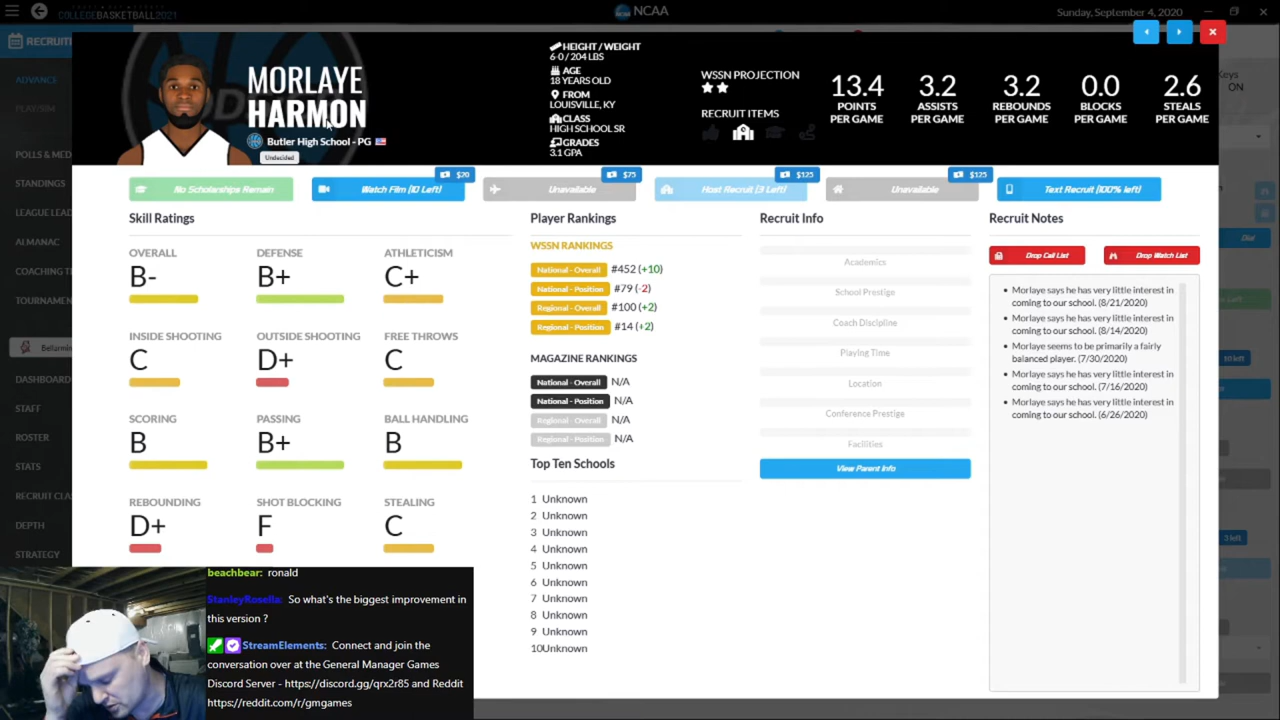 COLLEGEBASKETBALL2021
NCAA
Sunday, September 4, 2020
RECRUITI
ADVANCE
PLAY/SIM
POLLS & MED
STANDINGS
LEAGUE LEAD
ALMANAC
COACHING T
TOURNAMEN
Bellarmin
DASHBOARD
STAFF
ROSTER
STATS
RECRUIT CLA
DEPTH
STRATEGY
MORLAYE
HARMON
Butler High School - PG
Undecided
HEIGHT / WEIGHT
6-0 / 204 LBS
AGE
18 YEARS OLD
FROM
LOUISVILLE, KY
CLASS
HIGH SCHOOL SR
GRADES
3.1 GPA
WSSN PROJECTION
RECRUIT ITEMS
13.4
POINTS
PER GAME
3.2
ASSISTS
PER GAME
3.2
REBOUNDS
PER GAME
0.0
BLOCKS
PER GAME
2.6
STEALS
PER GAME
Keys
ON
No Scholarships Remain
Watch Film (10 Left)
$20
Unavailable
$75
Host Recruit (3 Left)
$125
Unavailable
$125
Text Recruit (100% left)
Skill Ratings
OVERALL
B-
DEFENSE
B+
ATHLETICISM
C+
INSIDE SHOOTING
C
OUTSIDE SHOOTING
D+
FREE THROWS
C
SCORING
B
PASSING
B+
BALL HANDLING
B
REBOUNDING
D+
SHOT BLOCKING
F
STEALING
C
Player Rankings
WSSN RANKINGS
National - Overall #452 (+10)
National - Position #79 (-2)
Regional - Overall #100 (+2)
Regional - Position #14 (+2)
MAGAZINE RANKINGS
National - Overall N/A
National - Position N/A
Regional - Overall N/A
Regional - Position N/A
Top Ten Schools
1 Unknown
2 Unknown
3 Unknown
4 Unknown
5 Unknown
6 Unknown
7 Unknown
8 Unknown
9 Unknown
10Unknown
Recruit Info
Academics
School Prestige
Coach Discipline
Playing Time
Location
Conference Prestige
Facilities
View Parent Info
Recruit Notes
Drop Call List
Drop Watch List
Morlaye says he has very little interest in
coming to our school. (8/21/2020)
Morlaye says he has very little interest in
coming to our school. (8/14/2020)
Morlaye seems to be primarily a fairly
balanced player. (7/30/2020)
Morlaye says he has very little interest in
coming to our school. (7/16/2020)
Morlaye says he has very little interest in
coming to our school. (6/26/2020)
Dial
Left
10 left
3 left
beachbear: ronald
StanleyRosella: So what's the biggest improvement in
this version ?
StreamElements: Connect and join the
conversation over at the General Manager Games
Discord Server - https://discord.gg/qrx2r85 and Reddit
https://reddit.com/r/gmgames